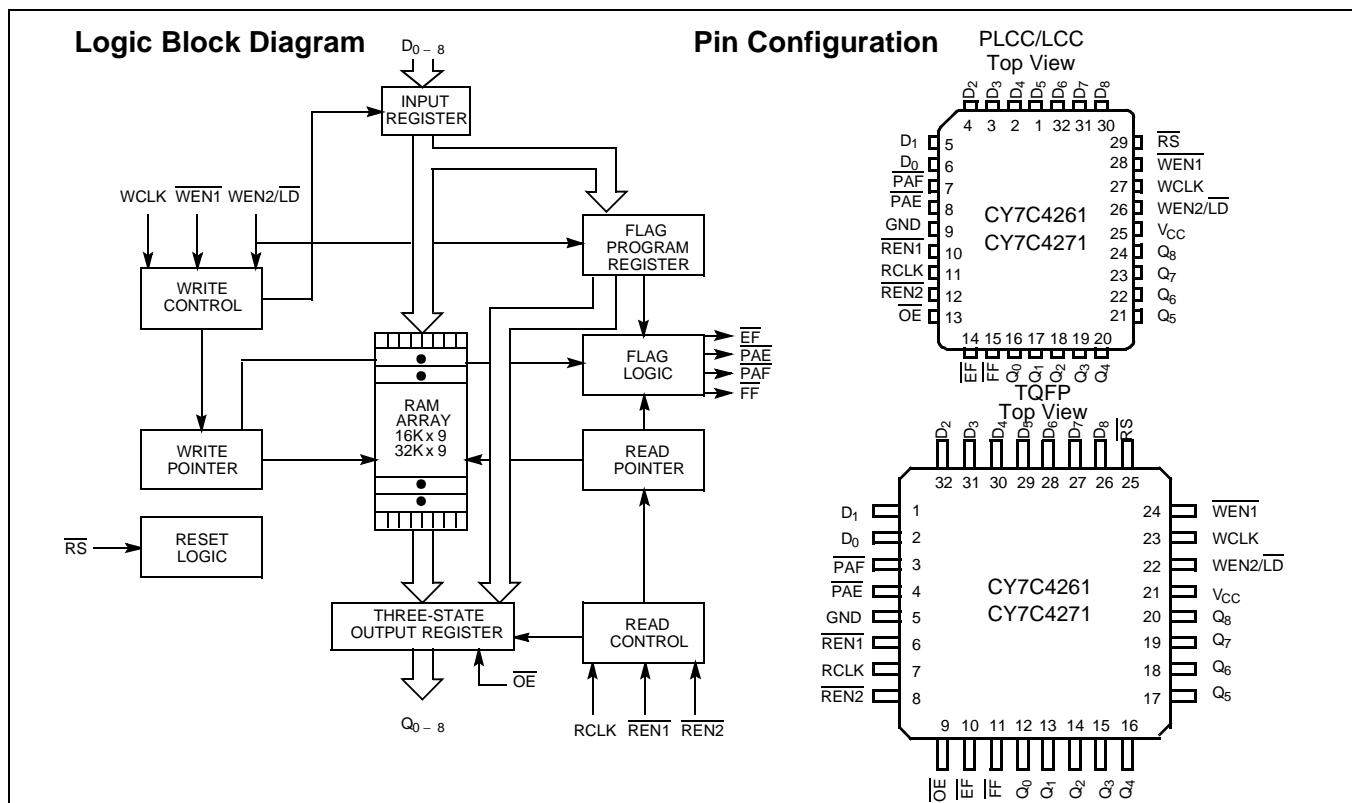 Logic Block Diagram
D0 – 8
INPUT
REGISTER
WCLK WEN1 WEN2/LD
FLAG
PROGRAM
REGISTER
WRITE
CONTROL
FLAG
LOGIC
EF
PAE
PAF
FF
RAM
ARRAY
16K x 9
32K x 9
WRITE
POINTER
READ
POINTER
RS
RESET
LOGIC
THREE-STATE
OUTPUT REGISTER
READ
CONTROL
OE
Q0 – 8
RCLK REN1 REN2
Pin Configuration
PLCC/LCC
Top View
D2 D3 D4 D5 D6 D7 D8
4 3 2 1 32 31 30
D1 5
D0 6
PAF 7
PAE 8
GND 9
REN1 10
RCLK 11
REN2 12
OE 13
CY7C4261
CY7C4271
29 RS
28 WEN1
27 WCLK
26 WEN2/LD
25 VCC
24 Q8
23 Q7
22 Q6
21 Q5
14 15 16 17 18 19 20
EF FF Q0 Q1 Q2 Q3 Q4
TQFP
Top View
D2 D3 D4 D5 D6 D7 D8 RS
32 31 30 29 28 27 26 25
D1 1
D0 2
PAF 3
PAE 4
GND 5
REN1 6
RCLK 7
REN2 8
CY7C4261
CY7C4271
24 WEN1
23 WCLK
22 WEN2/LD
21 VCC
20 Q8
19 Q7
18 Q6
17 Q5
9 10 11 12 13 14 15 16
OE EF FF Q0 Q1 Q2 Q3 Q4